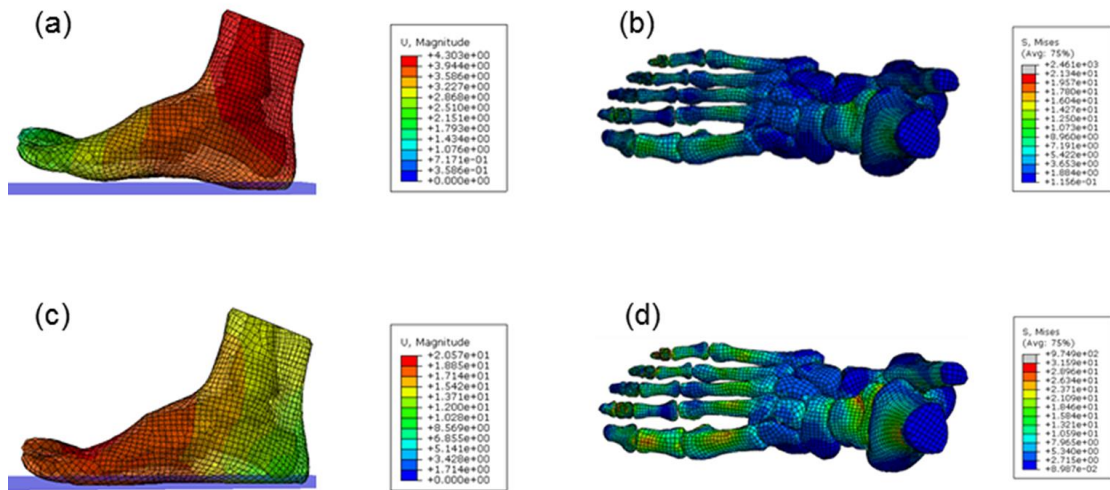 (a)
U, Magnitude
+4.303e+00
+3.944e+00
+3.586e+00
+3.227e+00
+2.868e+00
+2.510e+00
+2.151e+00
+1.793e+00
+1.434e+00
+1.076e+00
+7.171e-01
+3.586e-01
+0.000e+00
(b)
S, Mises
(Avg: 75%)
+2.461e+03
+2.134e+01
+1.957e+01
+1.780e+01
+1.604e+01
+1.427e+01
+1.250e+01
+1.073e+01
+8.960e+00
+7.191e+00
+5.422e+00
+3.653e+00
+1.884e+00
+1.156e-01
(c)
U, Magnitude
+2.057e+01
+1.885e+01
+1.714e+01
+1.542e+01
+1.371e+01
+1.200e+01
+1.028e+01
+8.569e+00
+6.855e+00
+5.141e+00
+3.428e+00
+1.714e+00
+0.000e+00
(d)
S, Mises
(Avg: 75%)
+9.749e+02
+3.159e+01
+2.896e+01
+2.634e+01
+2.371e+01
+2.109e+01
+1.846e+01
+1.584e+01
+1.321e+01
+1.059e+01
+7.965e+00
+5.340e+00
+2.715e+00
+8.987e-02